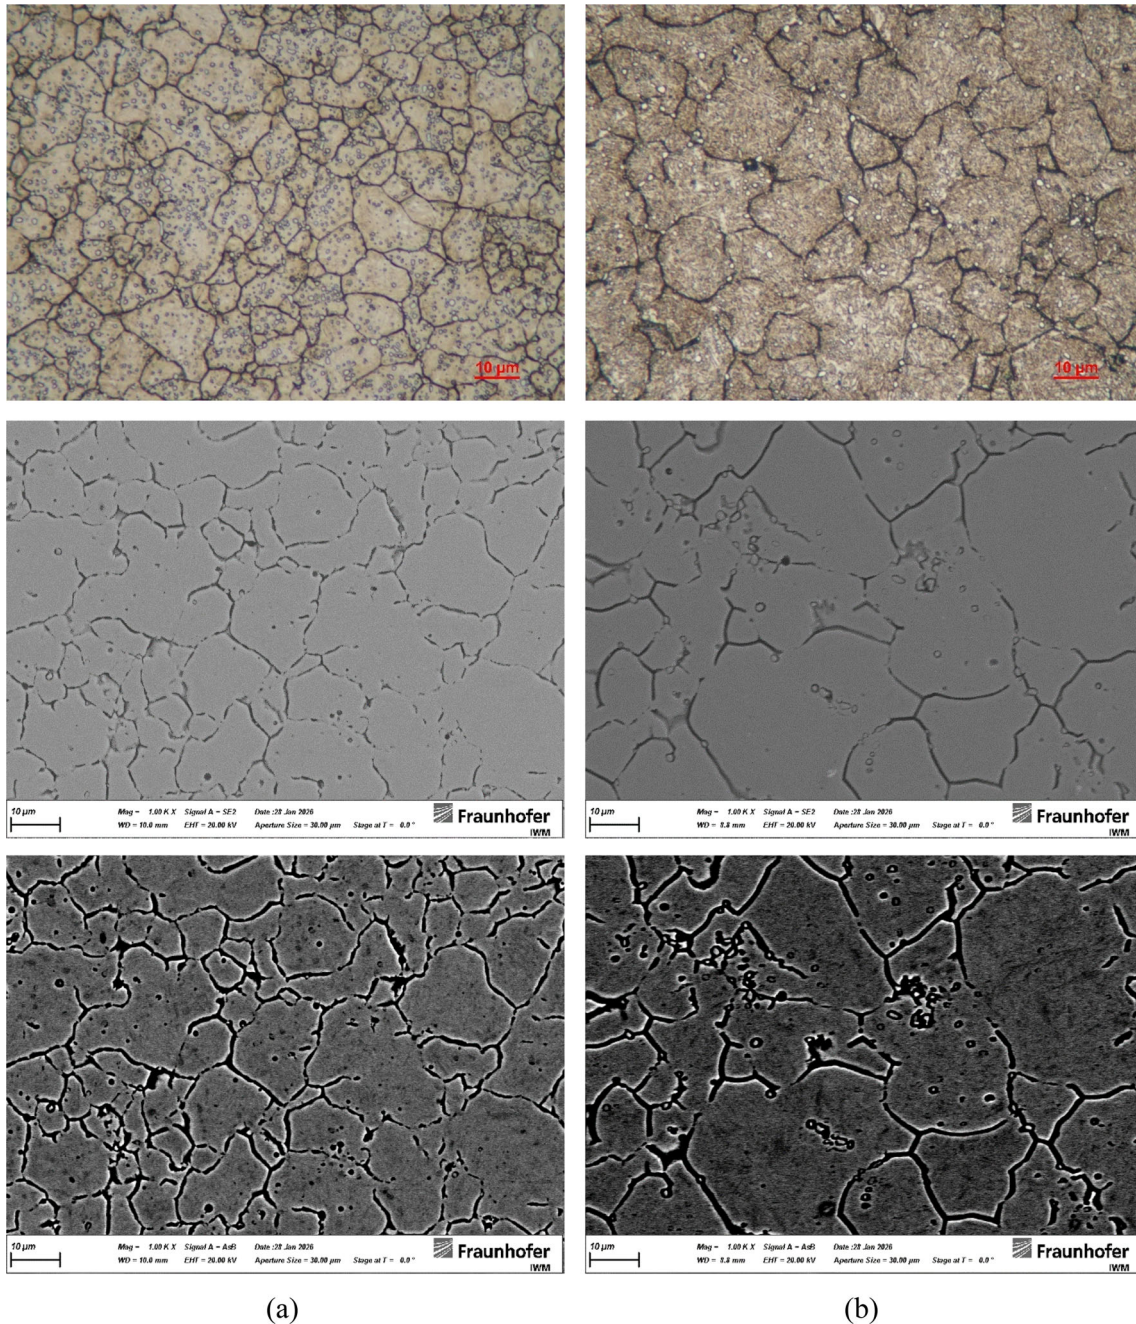 10 µm
10 µm
10 µm
Mag = 1.00 K X Signal A = SE2 Date :28 Jan 2026
WD = 10.0 mm EHT = 20.00 kV Aperture Size = 30.00 µm Stage at T = 0.0 °
Fraunhofer
IWM
10 µm
Mag = 1.00 K X Signal A = SE2 Date :28 Jan 2026
WD = 8.8 mm EHT = 20.00 kV Aperture Size = 30.00 µm Stage at T = 0.0 °
Fraunhofer
IWM
10 µm
Mag = 1.00 K X Signal A = AsB Date :28 Jan 2026
WD = 10.0 mm EHT = 20.00 kV Aperture Size = 30.00 µm Stage at T = 0.0 °
Fraunhofer
IWM
10 µm
Mag = 1.00 K X Signal A = AsB Date :28 Jan 2026
WD = 8.8 mm EHT = 20.00 kV Aperture Size = 30.00 µm Stage at T = 0.0 °
Fraunhofer
IWM
(a)
(b)